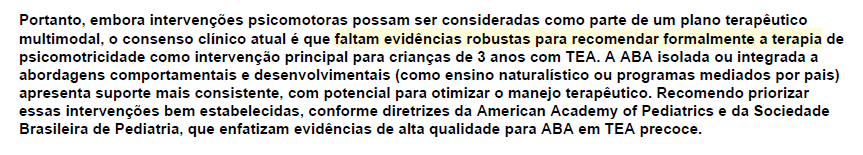 Portanto, embora intervenções psicomotoras possam ser consideradas como parte de um plano terapêutico
multimodal, o consenso clínico atual é que faltam evidências robustas para recomendar formalmente a terapia de
psicomotricidade como intervenção principal para crianças de 3 anos com TEA. A ABA isolada ou integrada a
abordagens comportamentais e desenvolvimentais (como ensino naturalístico ou programas mediados por pais)
apresenta suporte mais consistente, com potencial para otimizar o manejo terapêutico. Recomendo priorizar
essas intervenções bem estabelecidas, conforme diretrizes da American Academy of Pediatrics e da Sociedade
Brasileira de Pediatria, que enfatizam evidências de alta qualidade para ABA em TEA precoce.